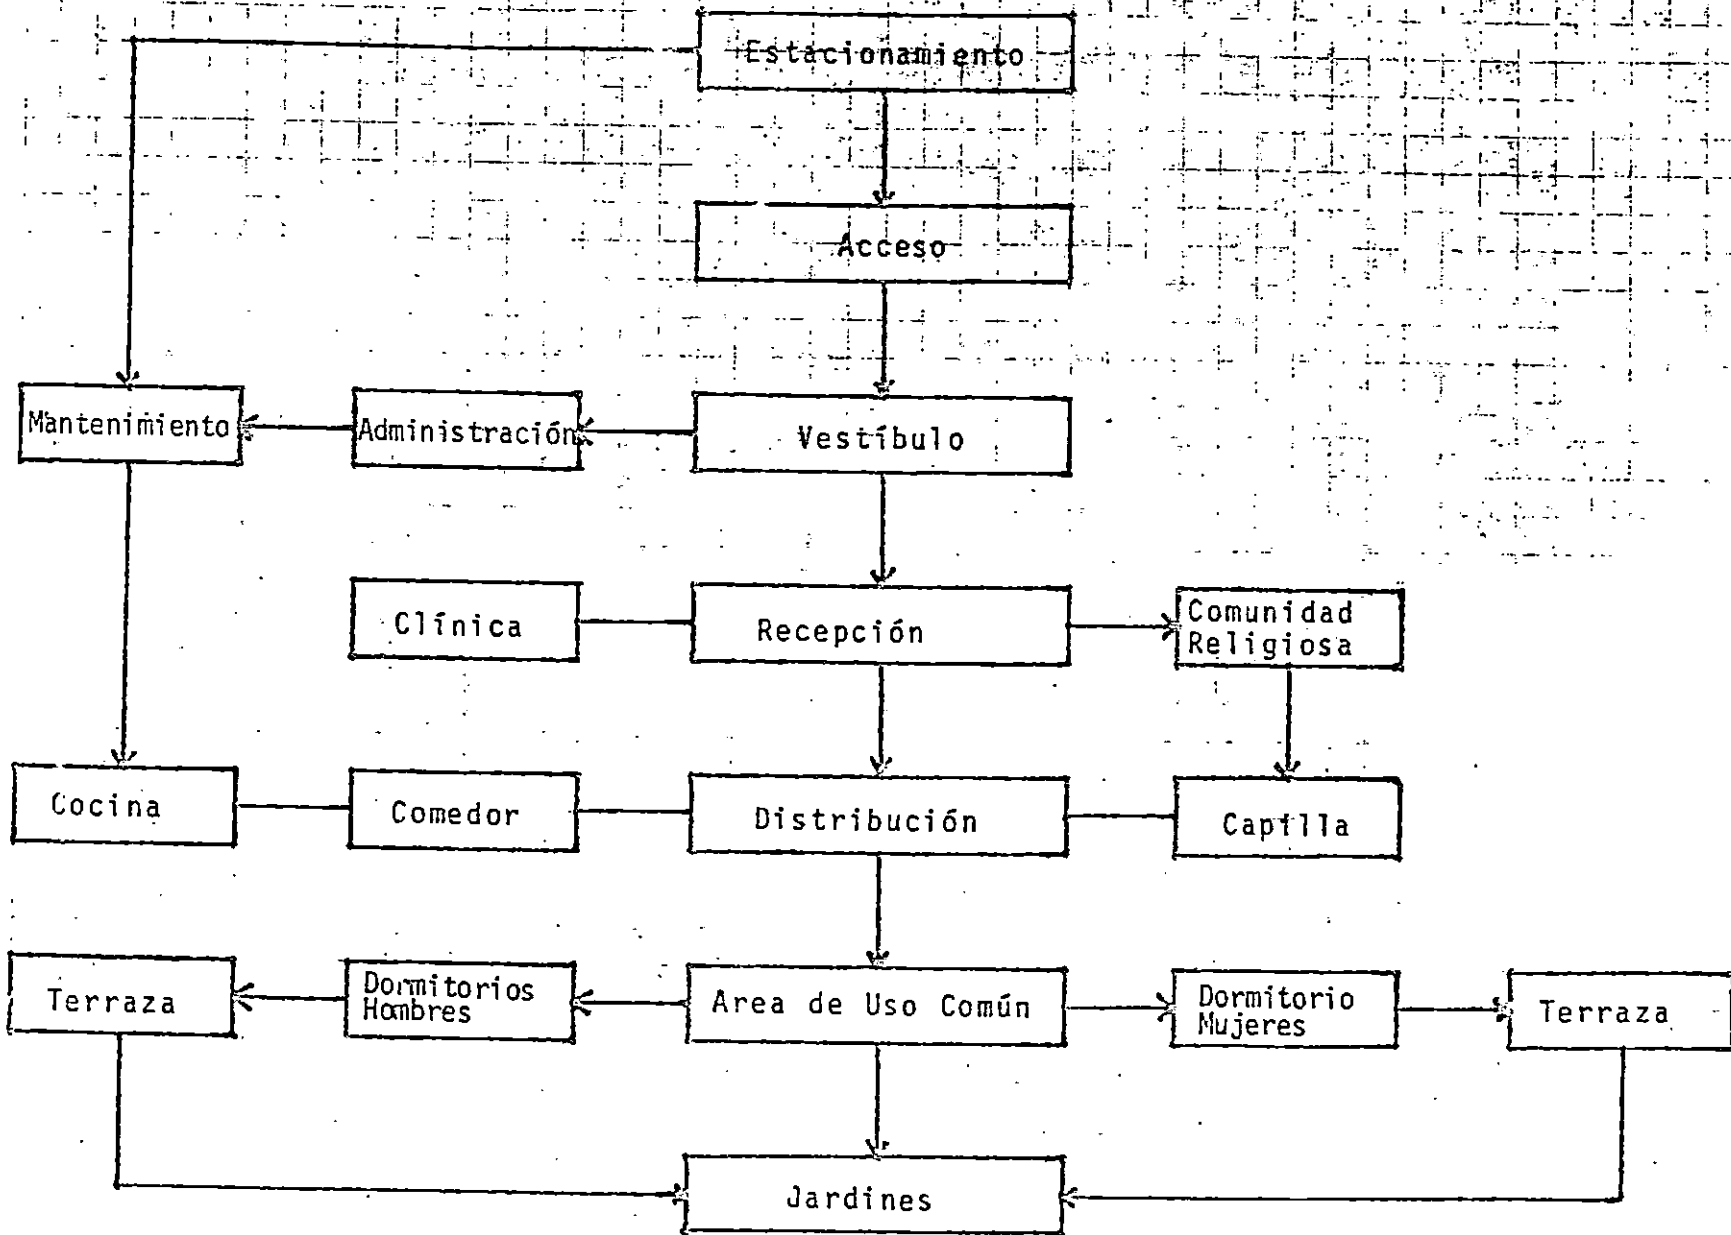 Estacionamiento
Acceso
Mantenimiento
Administración
Vestíbulo
Clínica
Recepción
Comunidad
Religiosa
Cocina
Comedor
Distribución
Capilla
Terraza
Dormitorios
Hombres
Area de Uso Común
Dormitorio
Mujeres
Terraza
Jardines